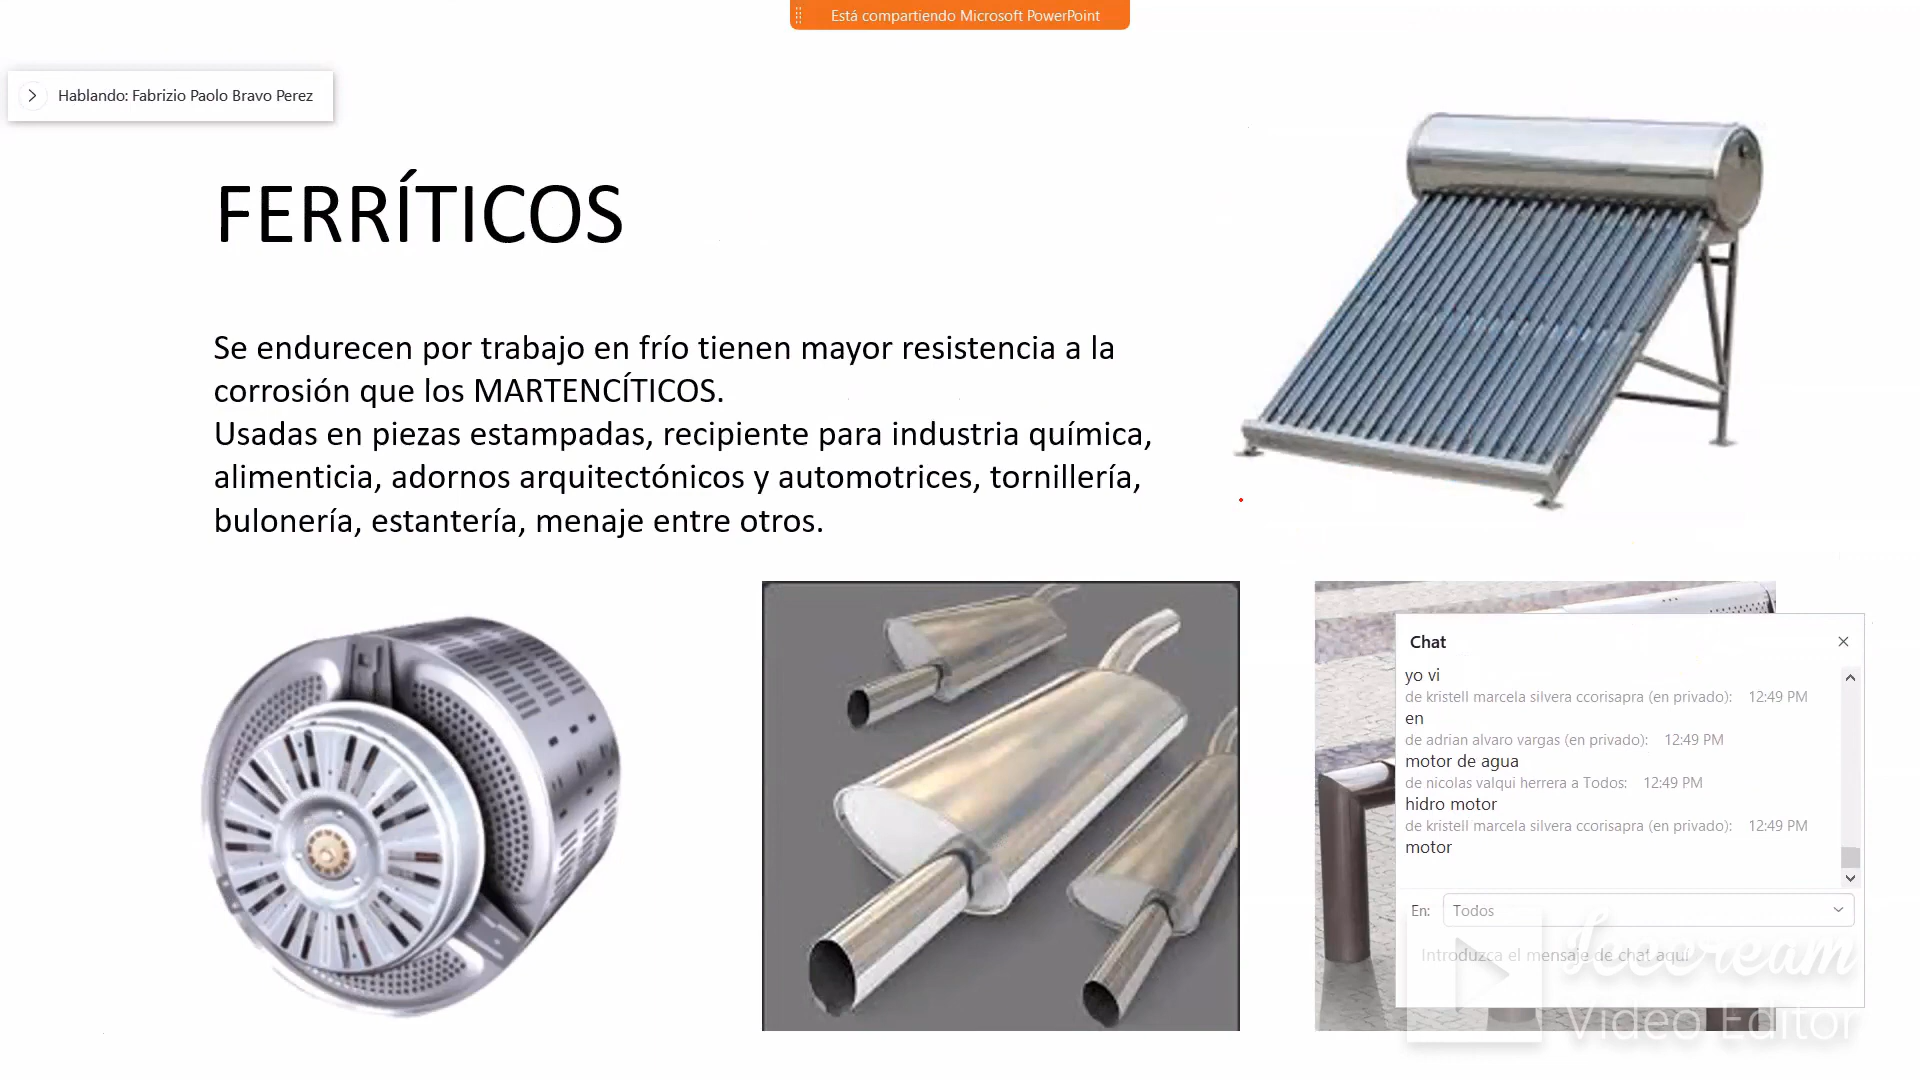 Está compartiendo Microsoft PowerPoint
Hablando: Fabrizio Paolo Bravo Perez
FERRÍTICOS
Se endurecen por trabajo en frío tienen mayor resistencia a la
corrosión que los MARTENCÍTICOS.
Usadas en piezas estampadas, recipiente para industria química,
alimenticia, adornos arquitectónicos y automotrices, tornillería,
bulonería, estantería, menaje entre otros.
Chat
yo vi
de kristell marcela silvera ccorisapra (en privado): 12:49 PM
en
de adrian alvaro vargas (en privado): 12:49 PM
motor de agua
de nicolas valqui herrera a Todos: 12:49 PM
hidro motor
de kristell marcela silvera ccorisapra (en privado): 12:49 PM
motor
En: Todos
Introduzca el mensaje de chat aquí
Icecream
Video Editor